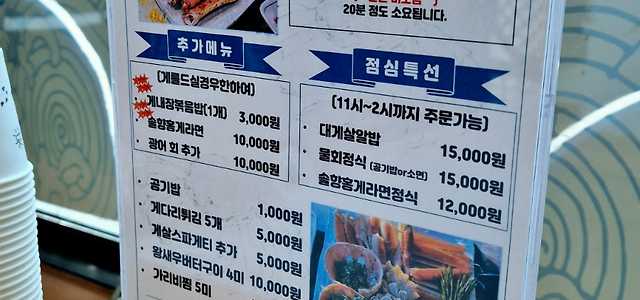 20분 정도 소요됩니다.
추가메뉴
(게를드실경우한하여)
게내장볶음밥(1개) 3,000원
솔향홍게라면 10,000원
광어 회 추가 10,000원
공기밥 1,000원
게다리튀김 5개 5,000원
게살스파게티 추가 5,000원
왕새우버터구이 4미 10,000원
가리비찜 5미
점심특선
(11시~2시까지 주문가능)
대게살알밥 15,000원
물회정식 (공기밥or소면) 15,000원
솔향홍게라면정식 12,000원